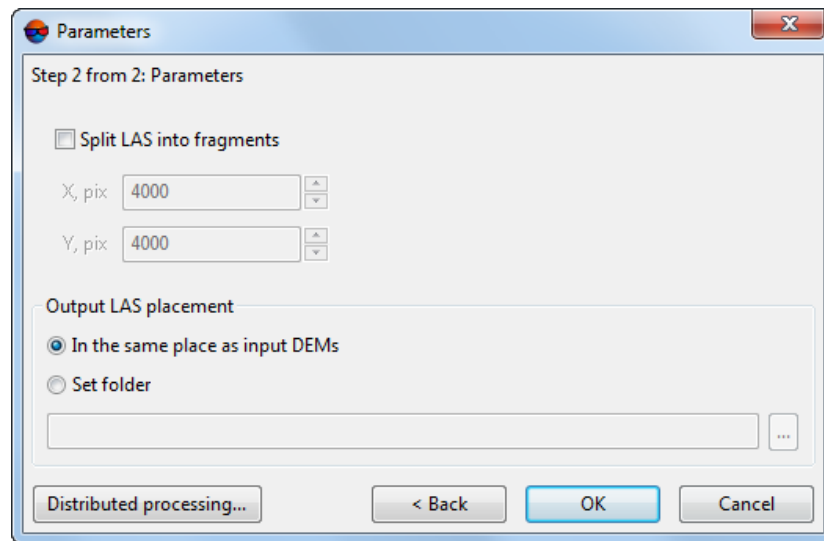 Parameters
Step 2 from 2: Parameters
Split LAS into fragments
X, pix 4000
Y, pix 4000
Output LAS placement
In the same place as input DEMs
Set folder
...
Distributed processing... < Back OK Cancel